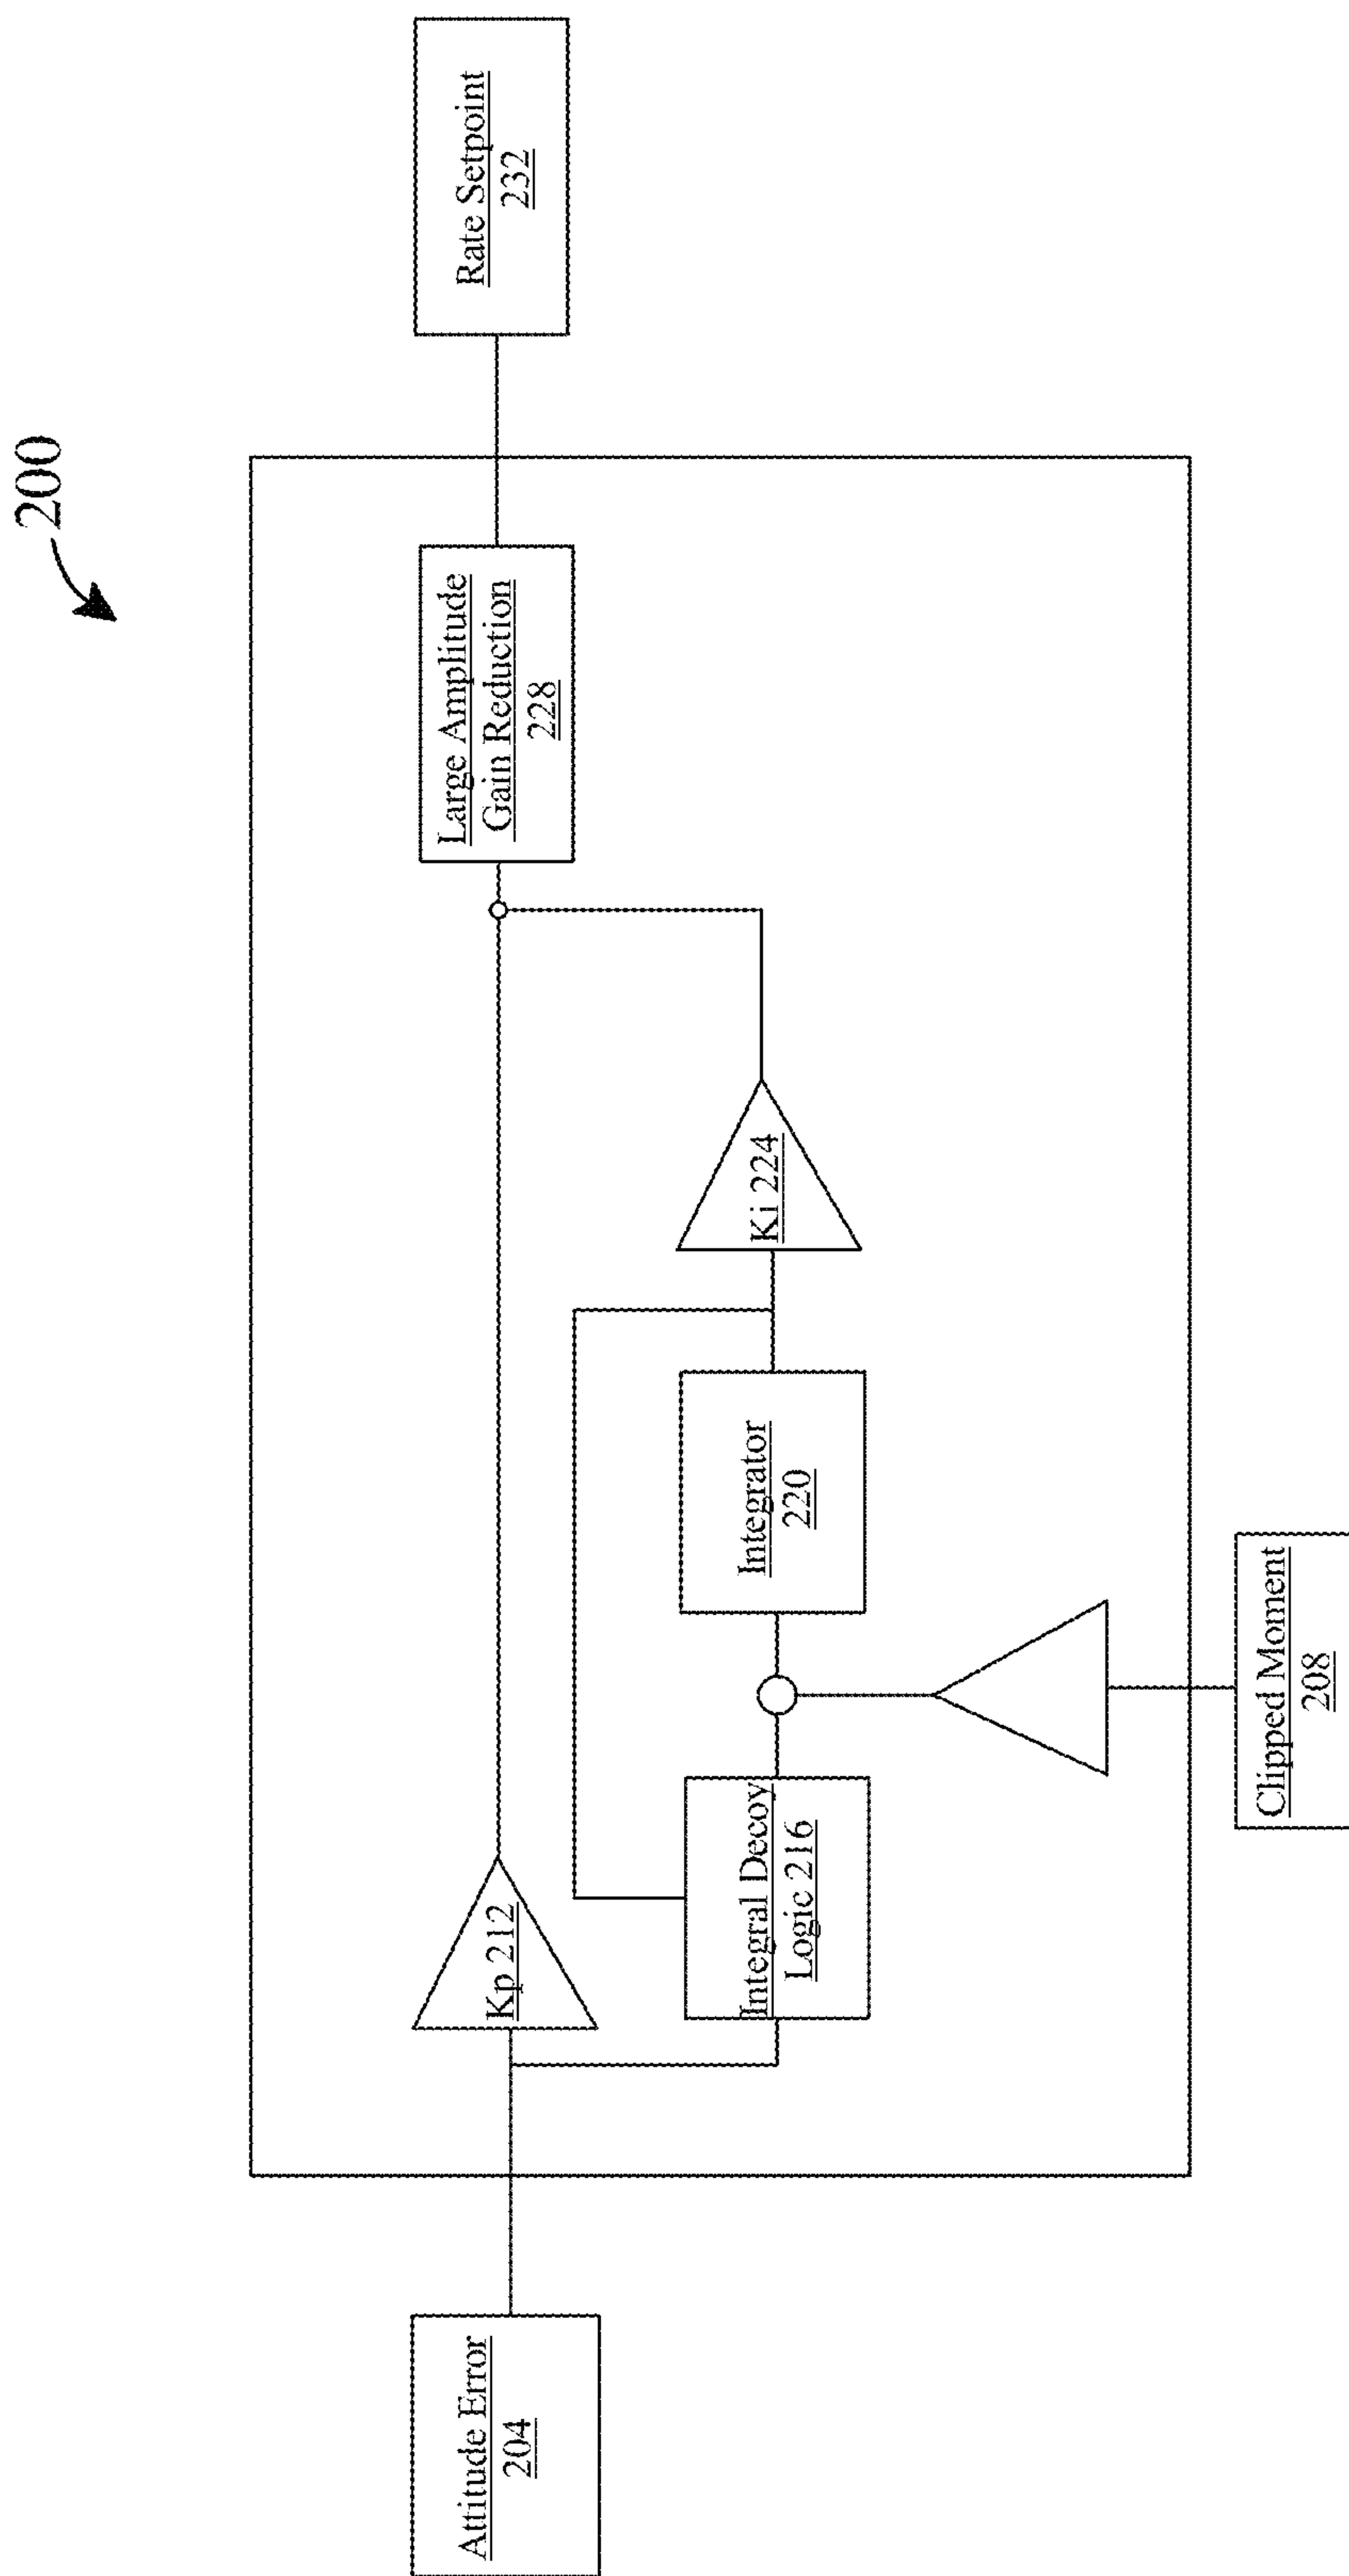 200
Attitude Error
204
Kp 212
Integral Decoy
Logic 216
Integrator
220
Ki 224
Large Amplitude
Gain Reduction
228
Rate Setpoint
232
Clipped Moment
208